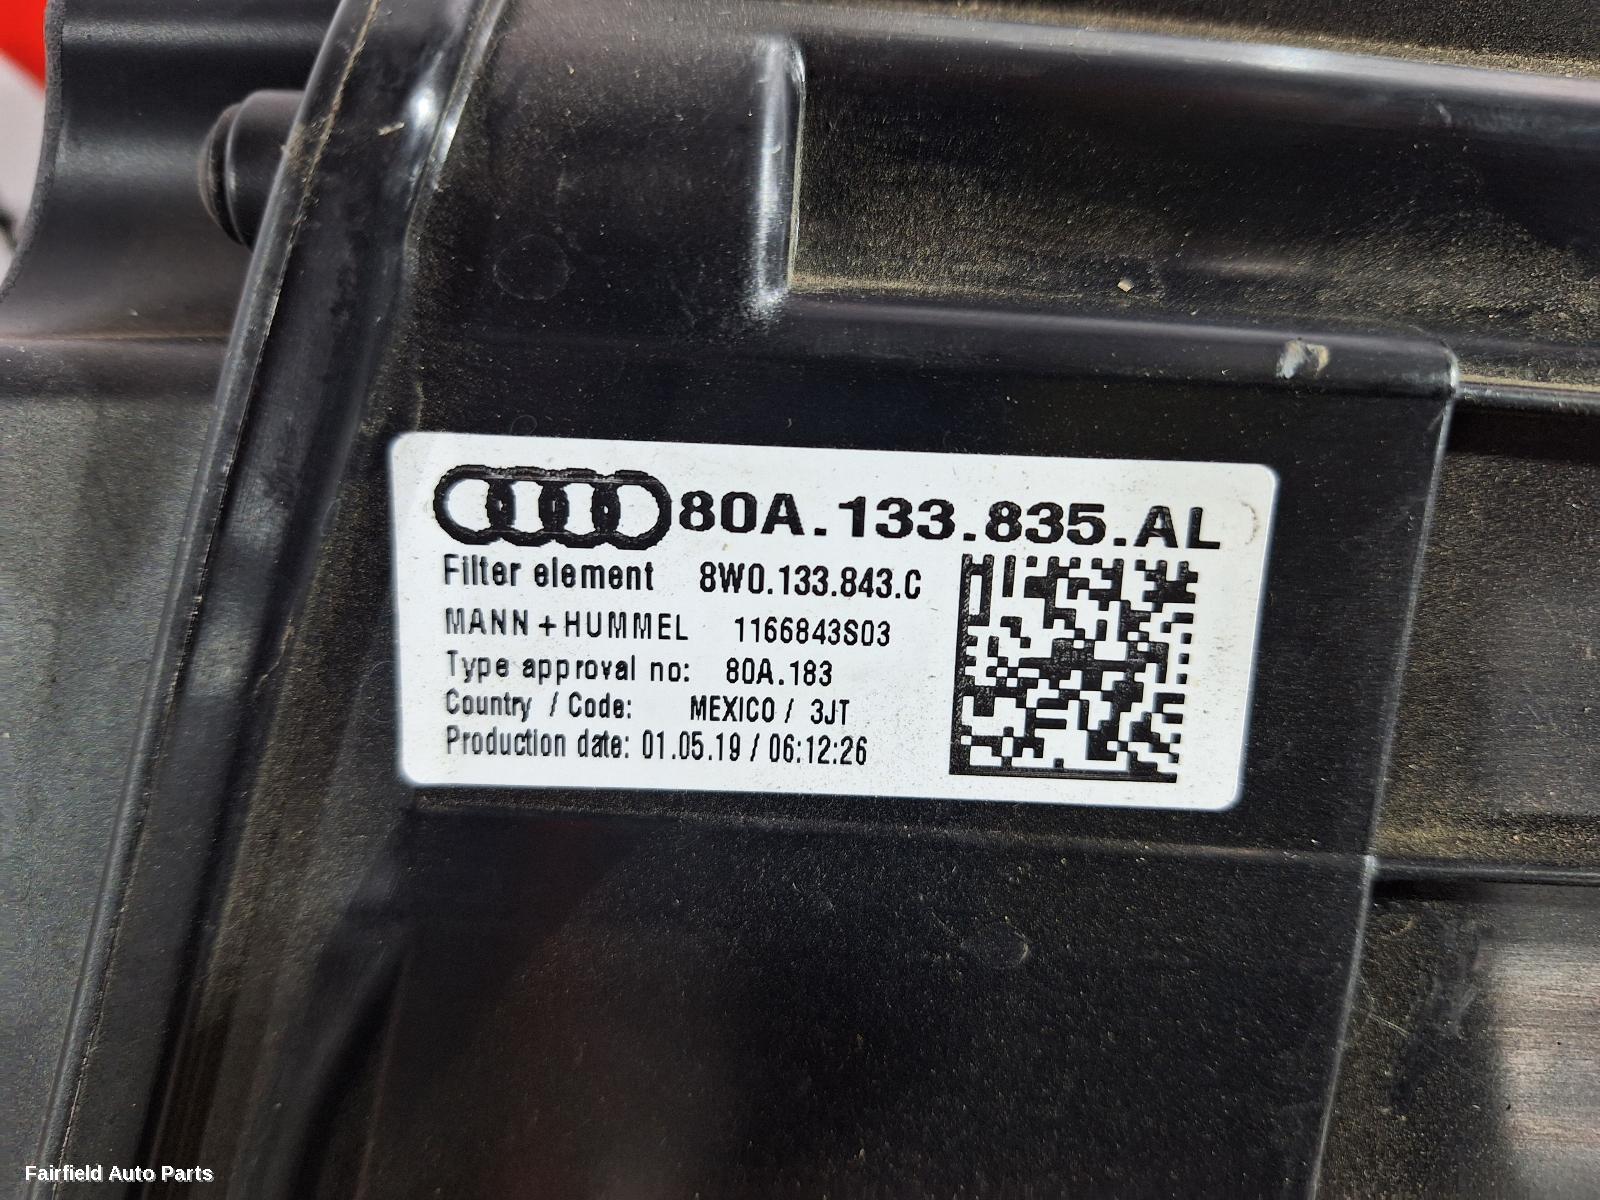 80A.133.835.AL
Filter element 8W0.133.843.C
MANN+HUMMEL 1166843S03
Type approval no: 80A.183
Country / Code: MEXICO / 3JT
Production date: 01.05.19 / 06:12:26
Fairfield Auto Parts